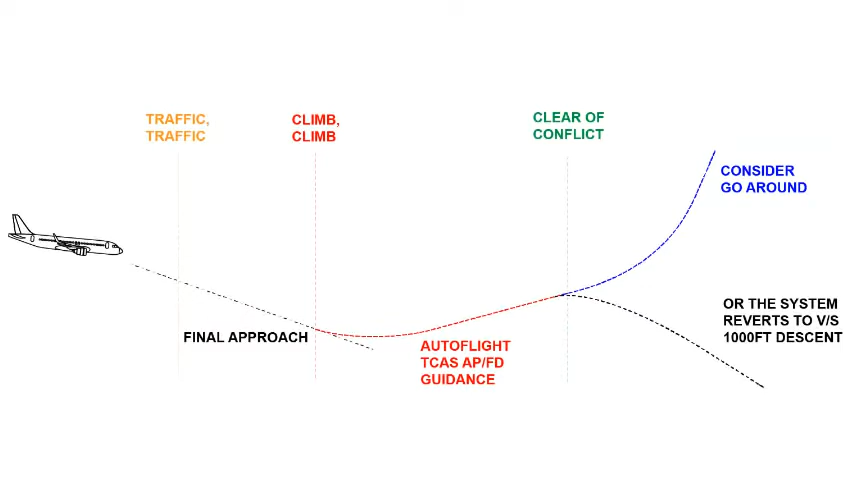 TRAFFIC,
TRAFFIC
CLIMB,
CLIMB
CLEAR OF
CONFLICT
CONSIDER
GO AROUND
FINAL APPROACH
AUTOFLIGHT
TCAS AP/FD
GUIDANCE
OR THE SYSTEM
REVERTS TO V/S
1000FT DESCENT